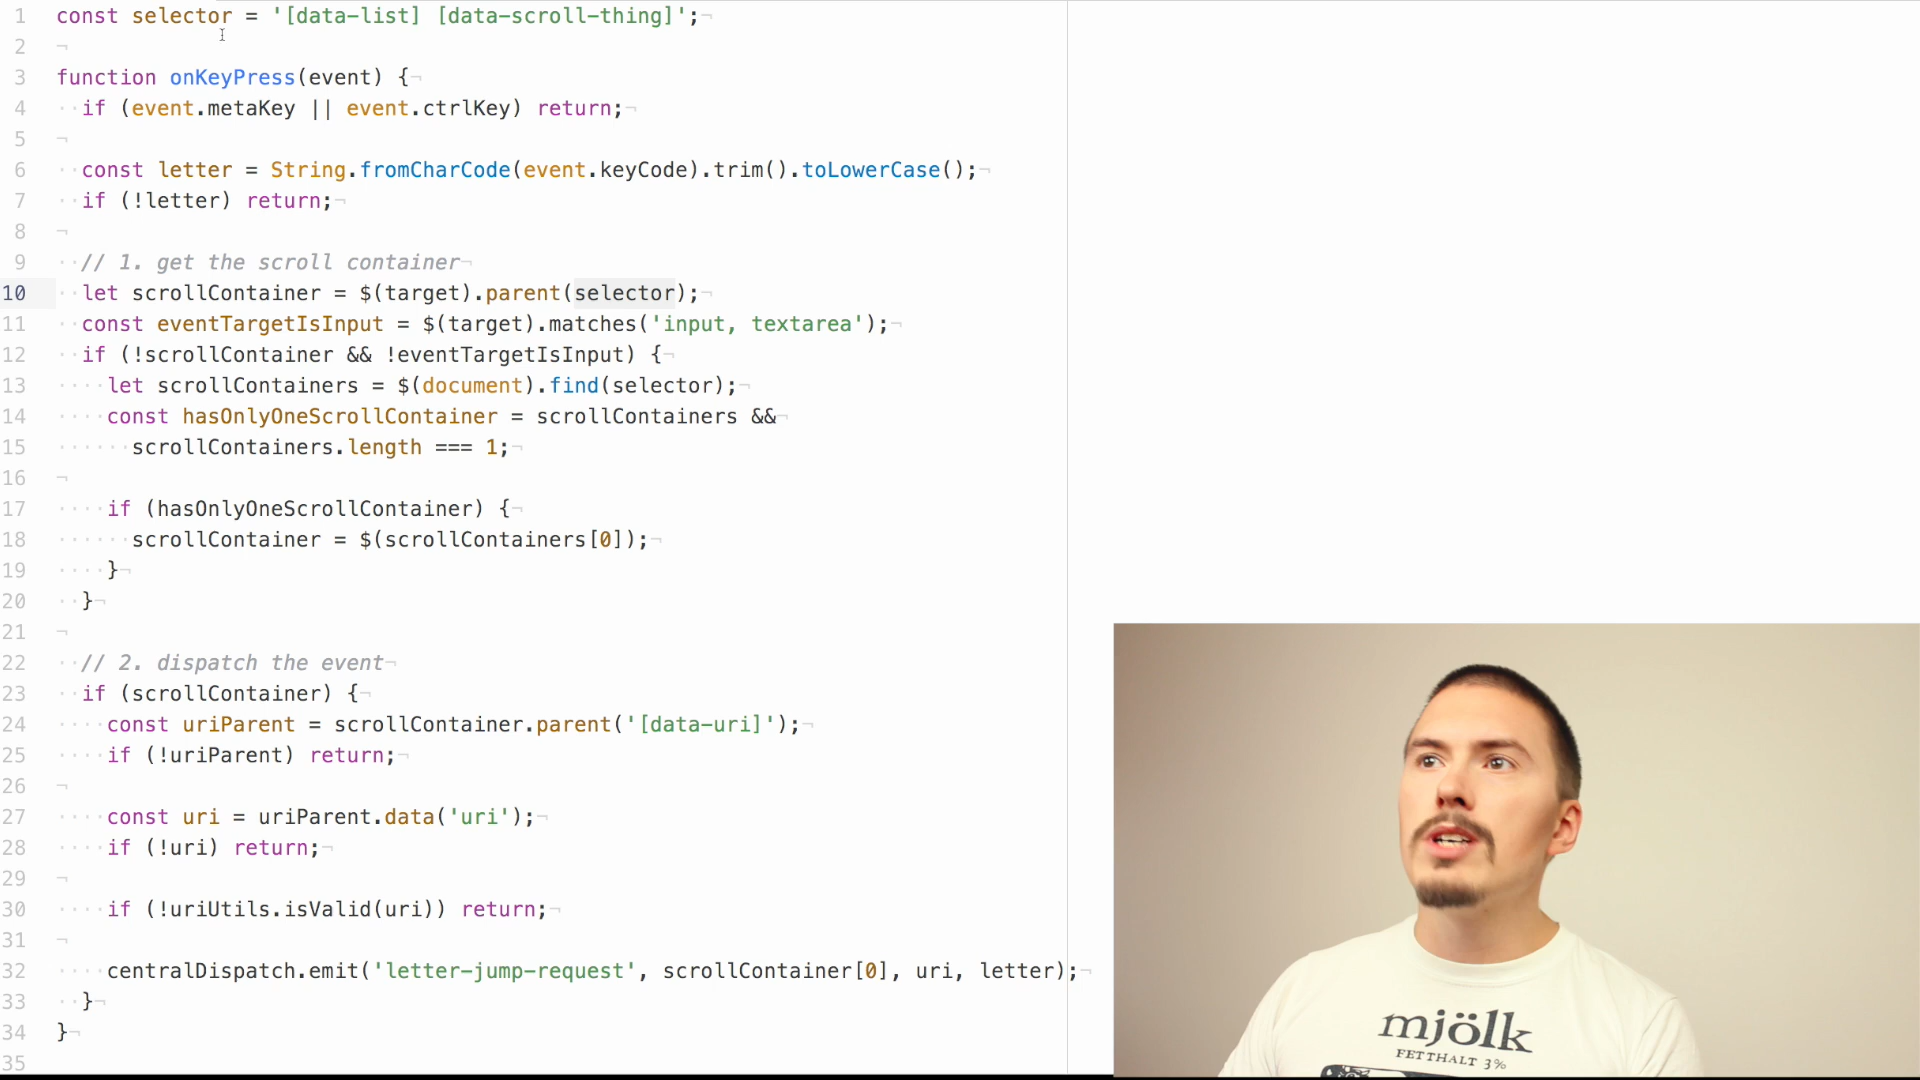 1 const selector = '[data-list] [data-scroll-thing]';¬
2 ¬
3 function onKeyPress(event) {¬
4 ··if (event.metaKey || event.ctrlKey) return;¬
5 ¬
6 ··const letter = String.fromCharCode(event.keyCode).trim().toLowerCase();¬
7 ··if (!letter) return;¬
8 ¬
9 ··// 1. get the scroll container¬
10 ··let scrollContainer = $(target).parent(selector);¬
11 ··const eventTargetIsInput = $(target).matches('input, textarea');¬
12 ··if (!scrollContainer && !eventTargetIsInput) {¬
13 ····let scrollContainers = $(document).find(selector);¬
14 ····const hasOnlyOneScrollContainer = scrollContainers &&¬
15 ······scrollContainers.length === 1;¬
16 ¬
17 ····if (hasOnlyOneScrollContainer) {¬
18 ······scrollContainer = $(scrollContainers[0]);¬
19 ····}¬
20 ··}¬
21 ¬
22 ··// 2. dispatch the event¬
23 ··if (scrollContainer) {¬
24 ····const uriParent = scrollContainer.parent('[data-uri]');¬
25 ····if (!uriParent) return;¬
26 ¬
27 ····const uri = uriParent.data('uri');¬
28 ····if (!uri) return;¬
29 ¬
30 ····if (!uriUtils.isValid(uri)) return;¬
31 ¬
32 ····centralDispatch.emit('letter-jump-request', scrollContainer[0], uri, letter);¬
33 ··}¬
34 }¬
35
mjölk
FETTHALT 3%